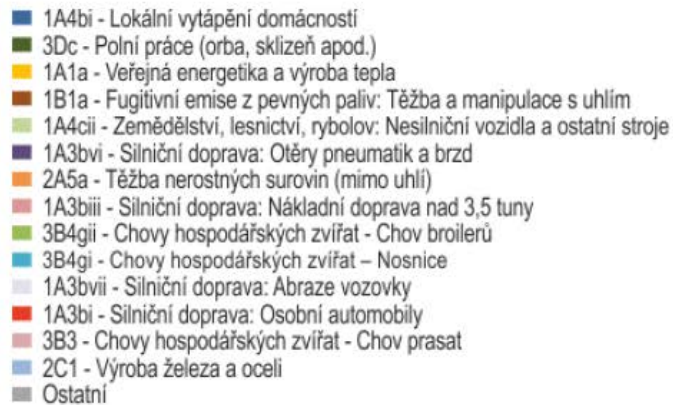 1A4bi - Lokální vytápění domácností
3Dc - Polní práce (orba, sklizeň apod.)
1A1a - Veřejná energetika a výroba tepla
1B1a - Fugitivní emise z pevných paliv: Těžba a manipulace s uhlím
1A4cii - Zemědělství, lesnictví, rybolov: Nesilniční vozidla a ostatní stroje
1A3bvi - Silniční doprava: Otěry pneumatik a brzd
2A5a - Těžba nerostných surovin (mimo uhlí)
1A3biii - Silniční doprava: Nákladní doprava nad 3,5 tuny
3B4gii - Chovy hospodářských zvířat - Chov broilerů
3B4gi - Chovy hospodářských zvířat – Nosnice
1A3bvii - Silniční doprava: Abraze vozovky
1A3bi - Silniční doprava: Osobní automobily
3B3 - Chovy hospodářských zvířat - Chov prasat
2C1 - Výroba železa a oceli
Ostatní